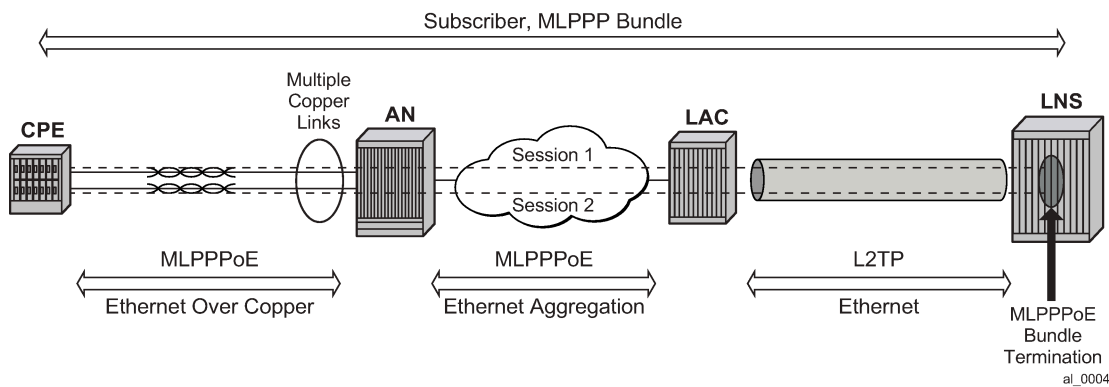 Subscriber, MLPPP Bundle
Multiple
Copper
Links
CPE
AN
LAC
LNS
Session 1
Session 2
MLPPPoE
Ethernet Over Copper
MLPPPoE
Ethernet Aggregation
L2TP
Ethernet
MLPPPoE
Bundle
Termination
al_0004